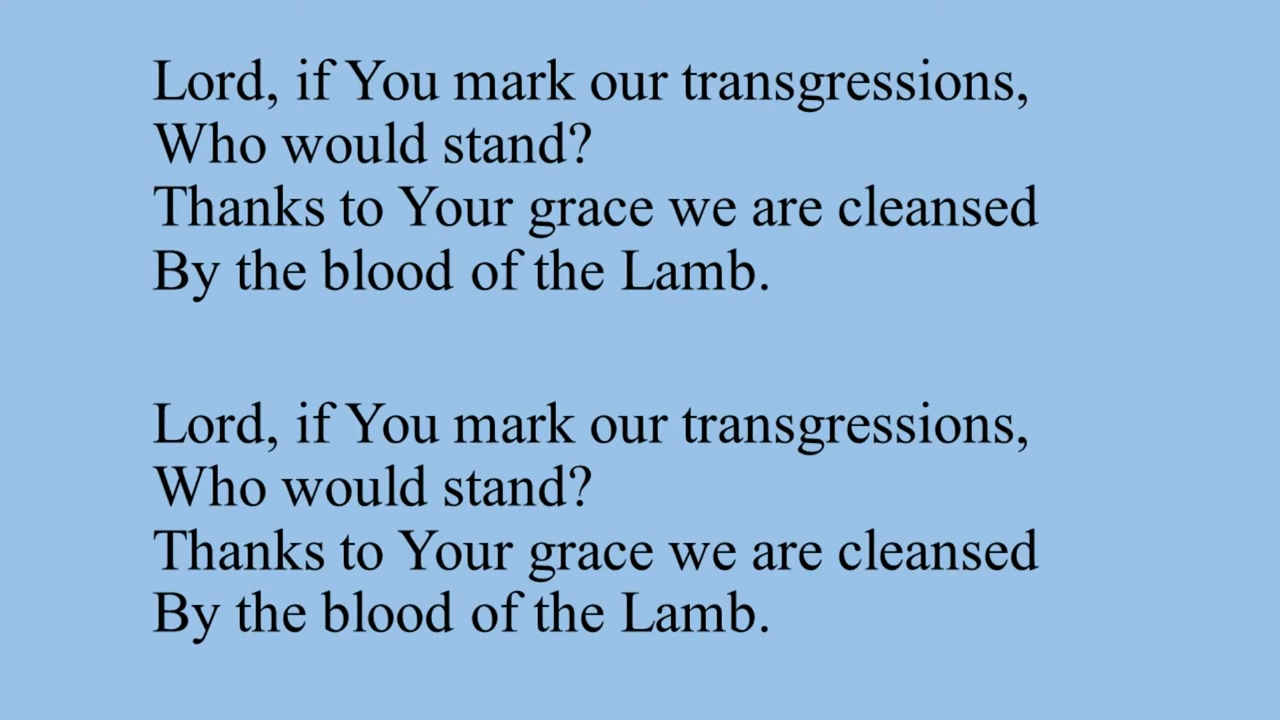 Lord, if You mark our transgressions,
Who would stand?
Thanks to Your grace we are cleansed
By the blood of the Lamb.
Lord, if You mark our transgressions,
Who would stand?
Thanks to Your grace we are cleansed
By the blood of the Lamb.